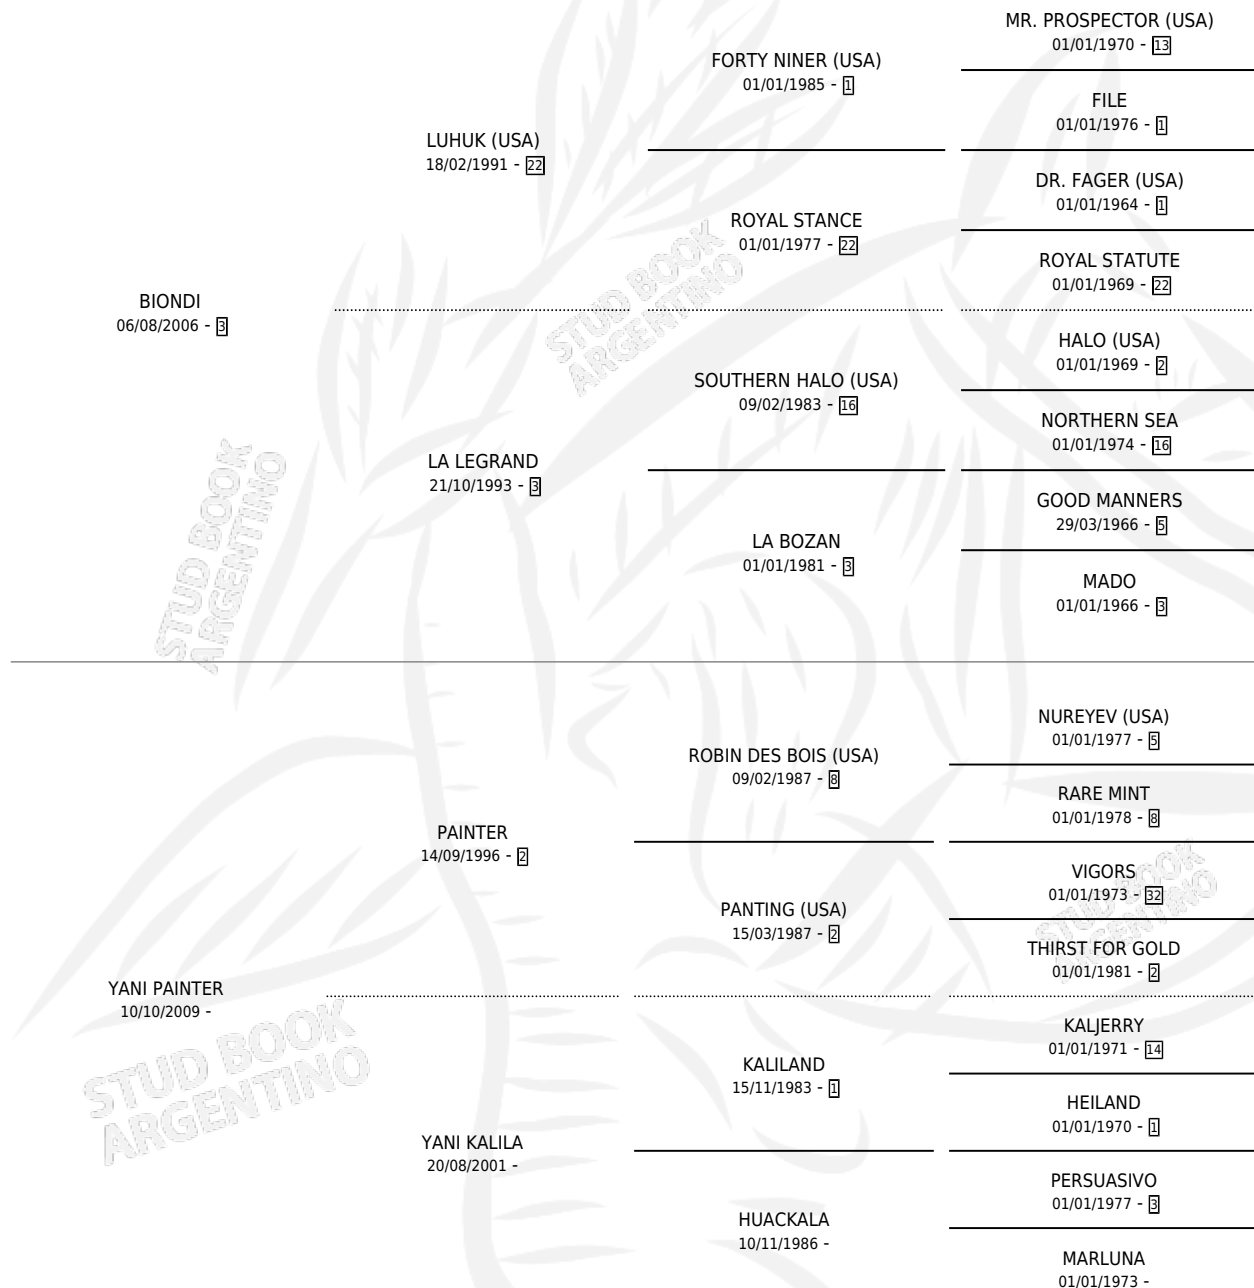 MR. PROSPECTOR (USA)
01/01/1970 - 13
FORTY NINER (USA)
01/01/1985 - 1
FILE
01/01/1976 - 1
LUHUK (USA)
18/02/1991 - 22
DR. FAGER (USA)
01/01/1964 - 1
ROYAL STANCE
01/01/1977 - 22
ROYAL STATUTE
01/01/1969 - 22
BIONDI
06/08/2006 - 3
STUD BOOK
ARGENTINO
HALO (USA)
01/01/1969 - 2
SOUTHERN HALO (USA)
09/02/1983 - 16
NORTHERN SEA
01/01/1974 - 16
LA LEGRAND
21/10/1993 - 3
GOOD MANNERS
29/03/1966 - 5
LA BOZAN
01/01/1981 - 3
MADO
01/01/1966 - 3
STUD BOOK
ARGENTINO
NUREYEV (USA)
01/01/1977 - 5
ROBIN DES BOIS (USA)
09/02/1987 - 8
RARE MINT
01/01/1978 - 8
PAINTER
14/09/1996 - 2
VIGORS
01/01/1973 - 32
PANTING (USA)
15/03/1987 - 2
STUD BOOK
ARGENTINO
THIRST FOR GOLD
01/01/1981 - 2
YANI PAINTER
10/10/2009 -
STUD BOOK
ARGENTINO
KALJERRY
01/01/1971 - 14
KALILAND
15/11/1983 - 1
HEILAND
01/01/1970 - 1
YANI KALILA
20/08/2001 -
PERSUASIVO
01/01/1977 - 3
HUACKALA
10/11/1986 -
MARLUNA
01/01/1973 -